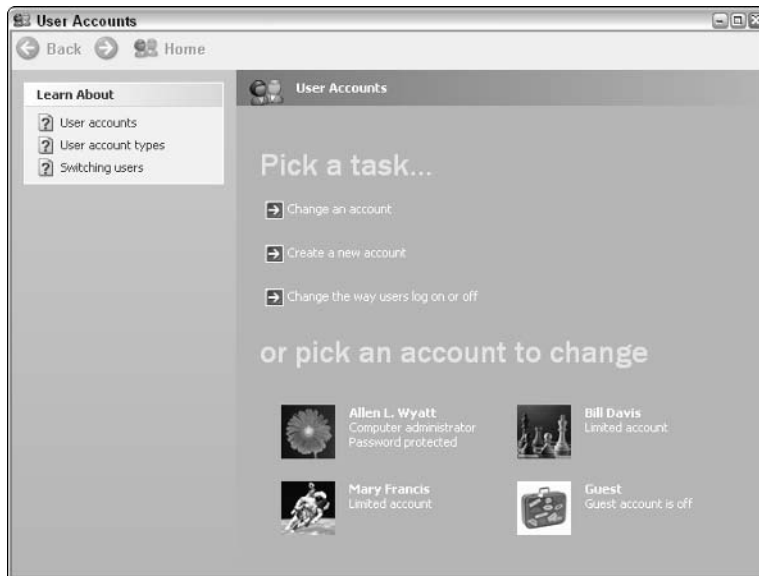 User Accounts
Back Home
Learn About
User accounts
User account types
Switching users
User Accounts
Pick a task...
Change an account
Create a new account
Change the way users log on or off
or pick an account to change
Allen L. Wyatt
Computer administrator
Password protected
Bill Davis
Limited account
Mary Francis
Limited account
Guest
Guest account is off